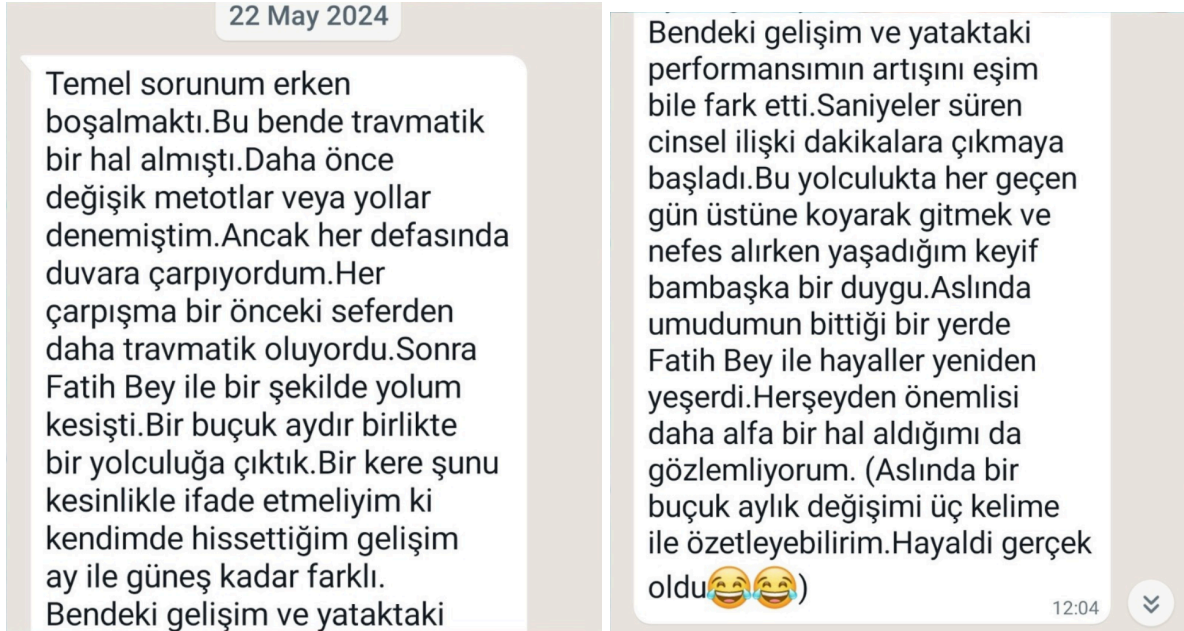 22 May 2024
Temel sorunum erken
boşalmaktı.Bu bende travmatik
bir hal almıştı.Daha önce
değişik metotlar veya yollar
denemiştim.Ancak her defasında
duvara çarpıyordum.Her
çarpışma bir önceki seferden
daha travmatik oluyordu.Sonra
Fatih Bey ile bir şekilde yolum
kesişti.Bir buçuk aydır birlikte
bir yolculuğa çıktık.Bir kere şunu
kesinlikle ifade etmeliyim ki
kendimde hissettiğim gelişim
ay ile güneş kadar farklı.
Bendeki gelişim ve yataktaki
Bendeki gelişim ve yataktaki
performansımın artışını eşim
bile fark etti.Saniyeler süren
cinsel ilişki dakikalara çıkmaya
başladı.Bu yolculukta her geçen
gün üstüne koyarak gitmek ve
nefes alırken yaşadığım keyif
bambaşka bir duygu.Aslında
umudumun bittiği bir yerde
Fatih Bey ile hayaller yeniden
yeşerdi.Herşeyden önemlisi
daha alfa bir hal aldığımı da
gözlemliyorum. (Aslında bir
buçuk aylık değişimi üç kelime
ile özetleyebilirim.Hayaldi gerçek
oldu😂😂)
12:04